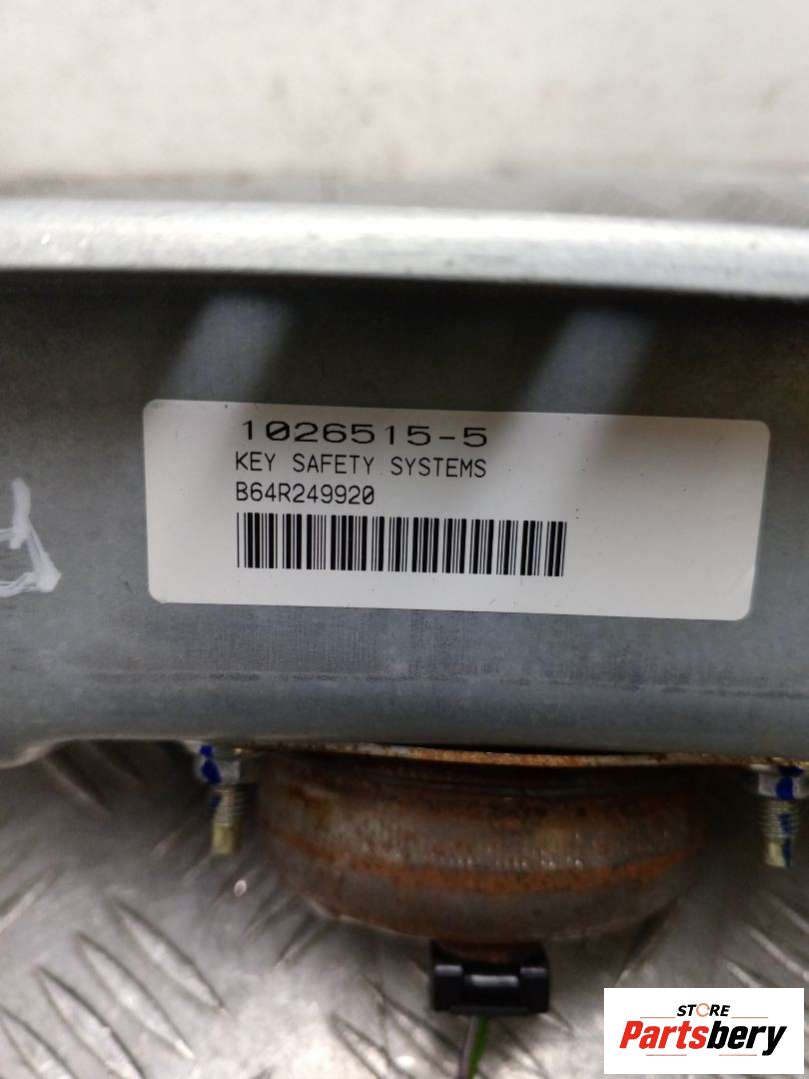 1026515-5
KEY SAFETY SYSTEMS
B64R249920
STORE
Partsbery